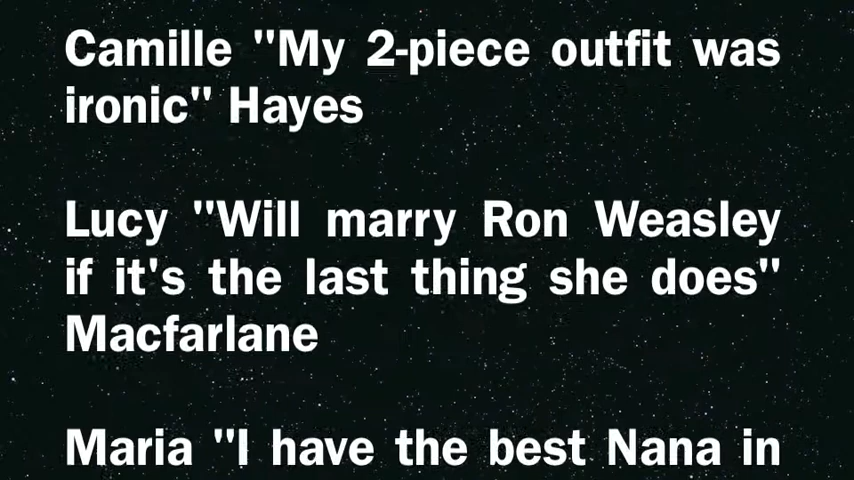 Camille "My 2-piece outfit was
ironic" Hayes
Lucy "Will marry Ron Weasley
if it's the last thing she does"
Macfarlane
Maria "I have the best Nana in